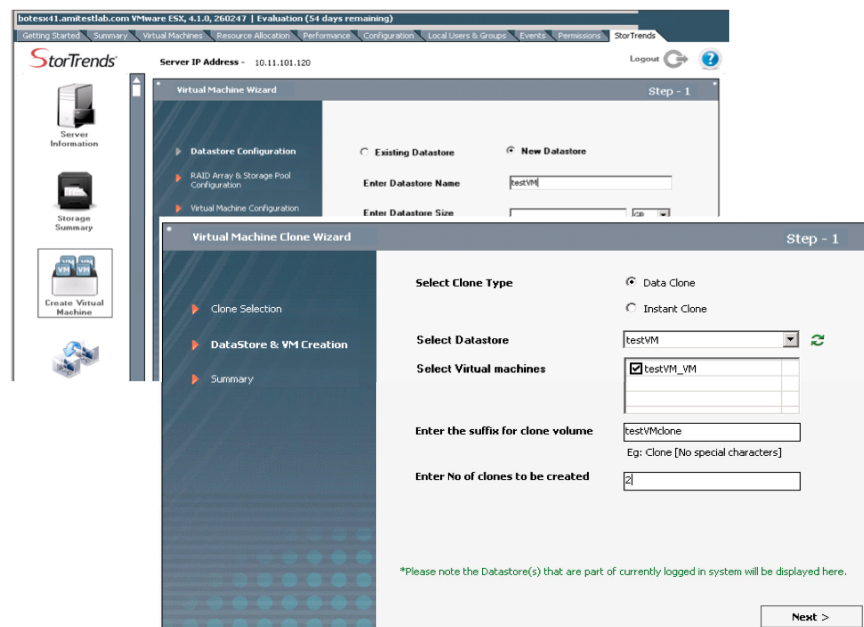 botesx41.amitestlab.com VMware ESX, 4.1.0, 260247 | Evaluation (54 days remaining)
Getting Started Summary Virtual Machines Resource Allocation Performance Configuration Local Users & Groups Events Permissions StorTrends
StorTrends
Server IP Address - 10.11.101.120
Logout
?
Server Information
Storage Summary
VM VM
Create Virtual Machine
Virtual Machine Wizard Step - 1
Datastore Configuration
RAID Array & Storage Pool Configuration
Virtual Machine Configuration
Existing Datastore New Datastore
Enter Datastore Name testVM
Enter Datastore Size GB
Virtual Machine Clone Wizard Step - 1
Clone Selection
DataStore & VM Creation
Summary
Select Clone Type Data Clone
Instant Clone
Select Datastore testVM
Select Virtual machines testVM_VM
Enter the suffix for clone volume testVMclone
Eg: Clone [No special characters]
Enter No of clones to be created 2
*Please note the Datastore(s) that are part of currently logged in system will be displayed here.
Next >